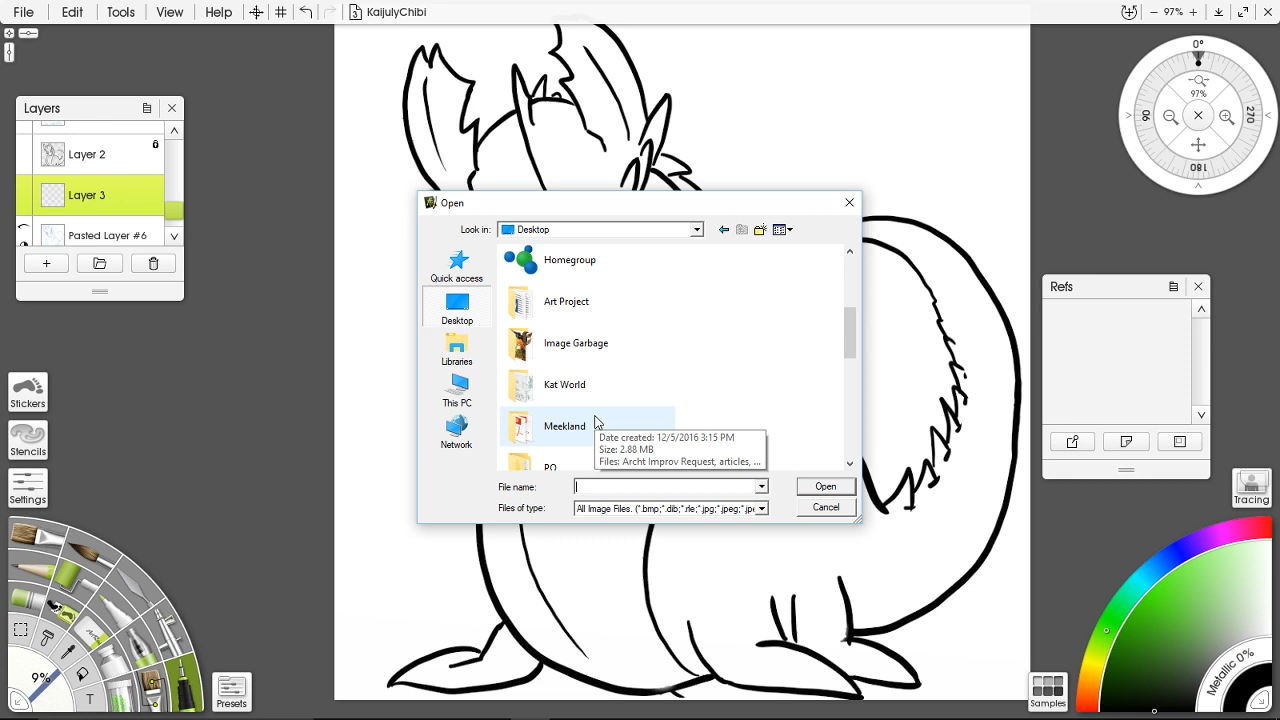 File Edit Tools View Help KaijulyChibi 97%
Layers
Layer 2
Layer 3
Pasted Layer #6
0°
97%
90
270
180
Open
Look in: Desktop
Quick access
Desktop
Libraries
This PC
Network
Homegroup
Art Project
Image Garbage
Kat World
Meekland
Date created: 12/5/2016 3:15 PM
Size: 2.88 MB
Files: Archt Improv Request, articles, ...
PO
File name:
Open
Files of type: All Image Files. (*.bmp;*.dib;*.rle;*.jpg;*.jpeg;*.jpe
Cancel
Refs
Stickers
Stencils
Settings
Tracing
9%
T
Presets
Samples
Metallic 0%